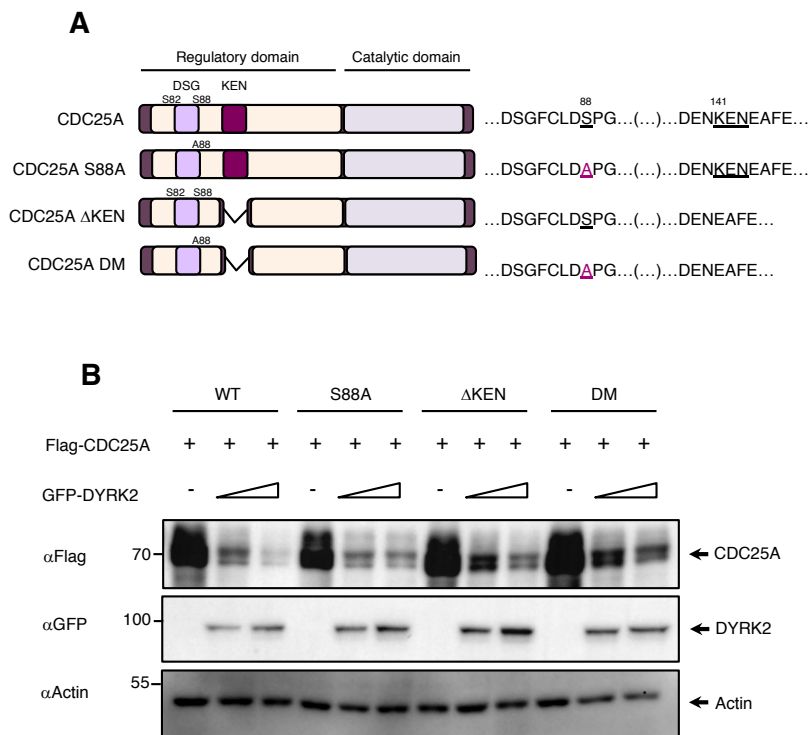 A
Regulatory domain
Catalytic domain
DSG
KEN
S82
S88
CDC25A
88
141
…DSGFCLDSPG…(…)…DENKENEAFE…
A88
CDC25A S88A
…DSGFCLDAPG…(…)…DENKENEAFE…
S82
S88
CDC25A ΔKEN
…DSGFCLDSPG…(…)…DENEAFE…
A88
CDC25A DM
…DSGFCLDAPG…(…)…DENEAFE…
B
WT
S88A
ΔKEN
DM
Flag-CDC25A + + + + + + + + + + + +
GFP-DYRK2 - - - -
αFlag 70 CDC25A
αGFP 100 DYRK2
αActin 55 Actin